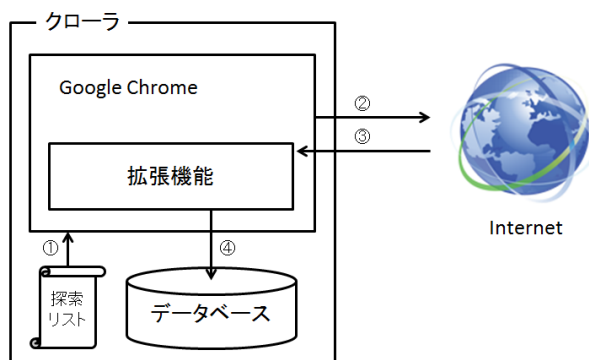 クローラ
Google Chrome
②
③
拡張機能
Internet
①
④
探索
リスト
データベース